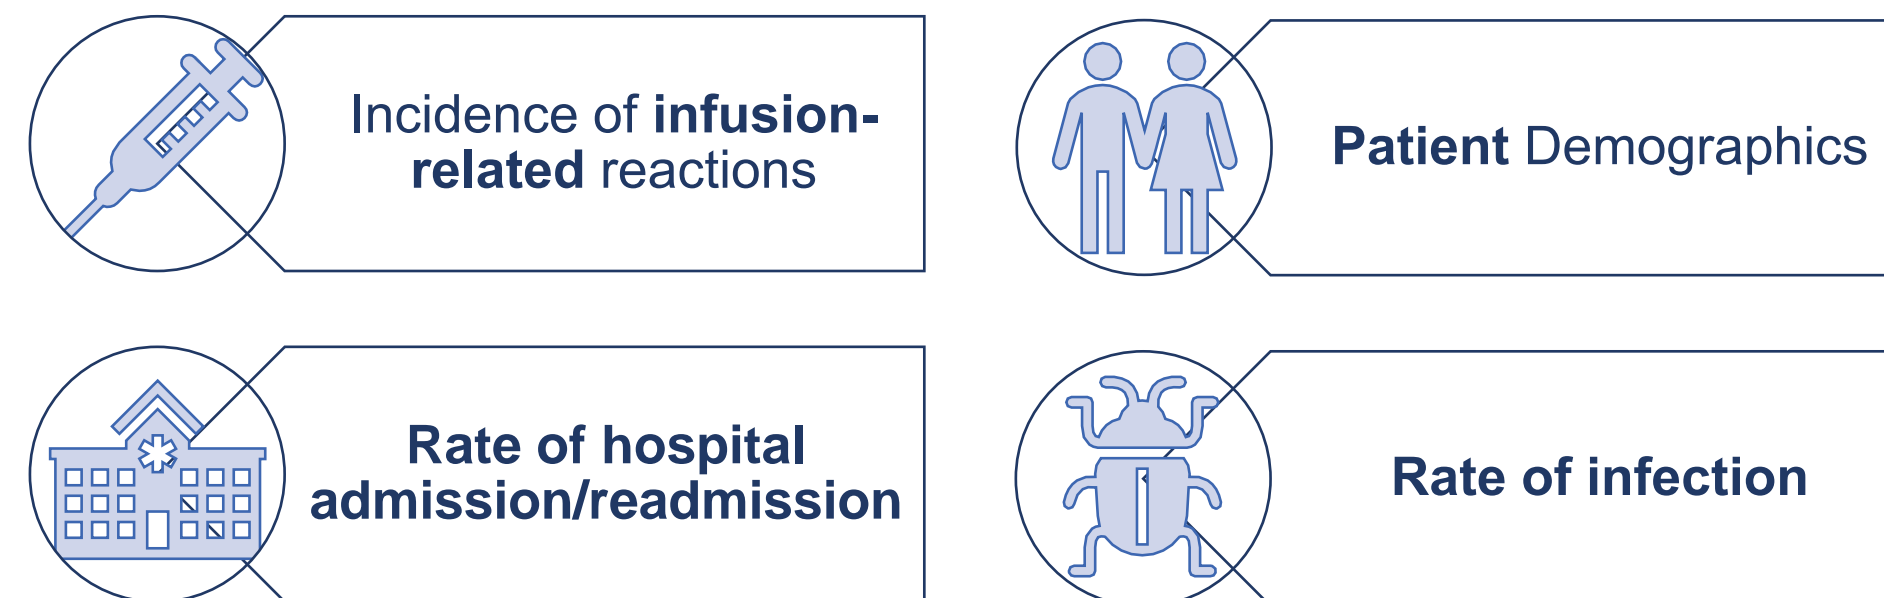 Incidence of infusion-
related reactions
Patient Demographics
Rate of hospital
admission/readmission
Rate of infection